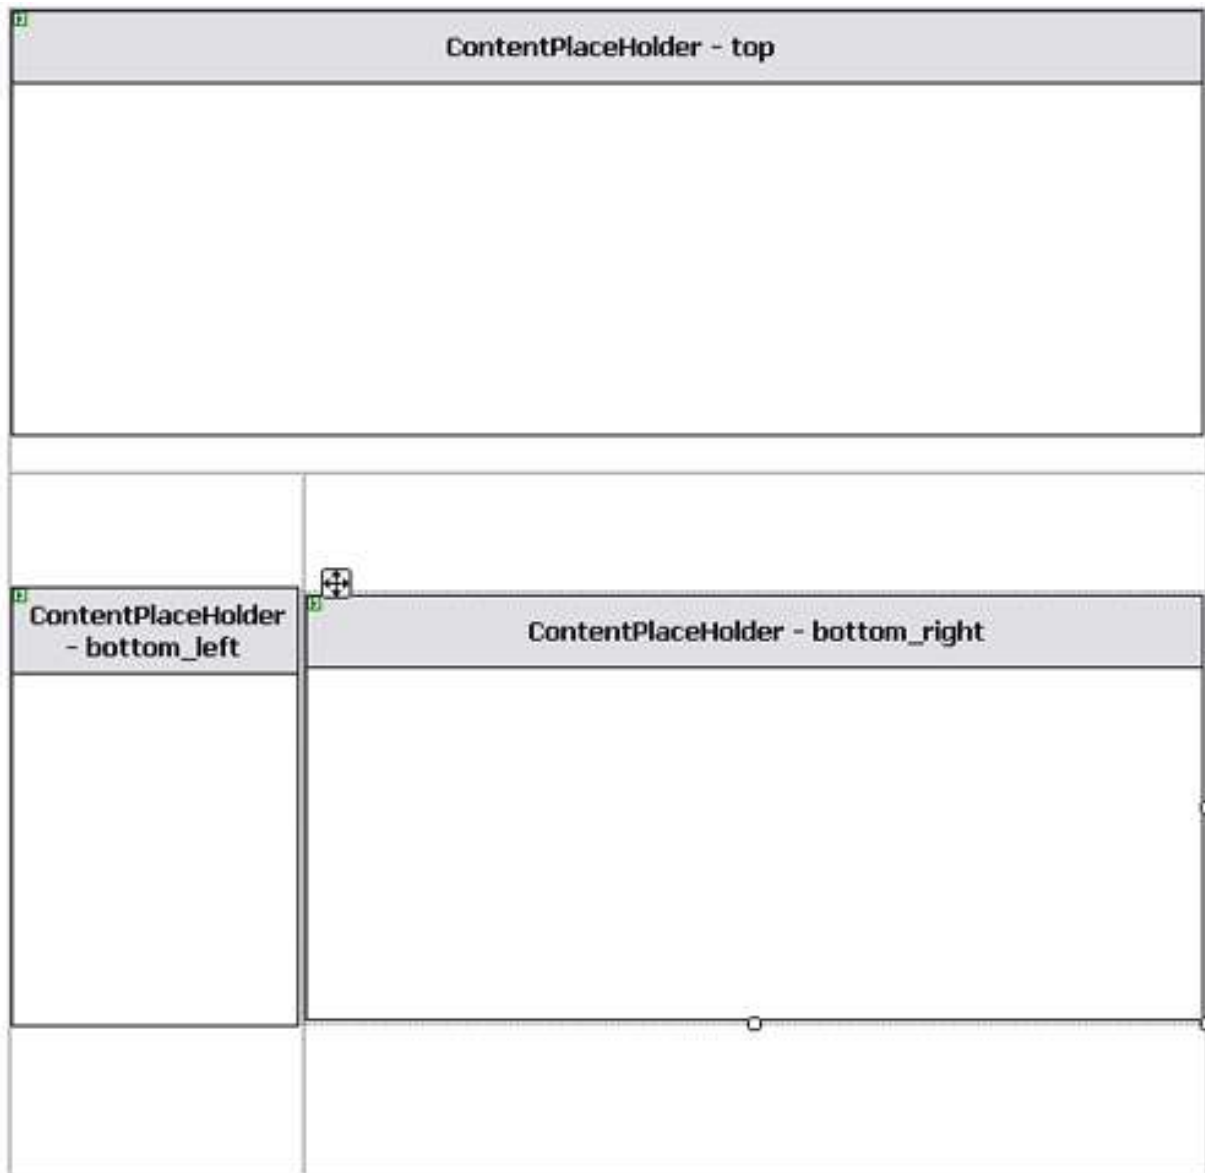 ContentPlaceHolder - top
ContentPlaceHolder
- bottom_left
ContentPlaceHolder - bottom_right